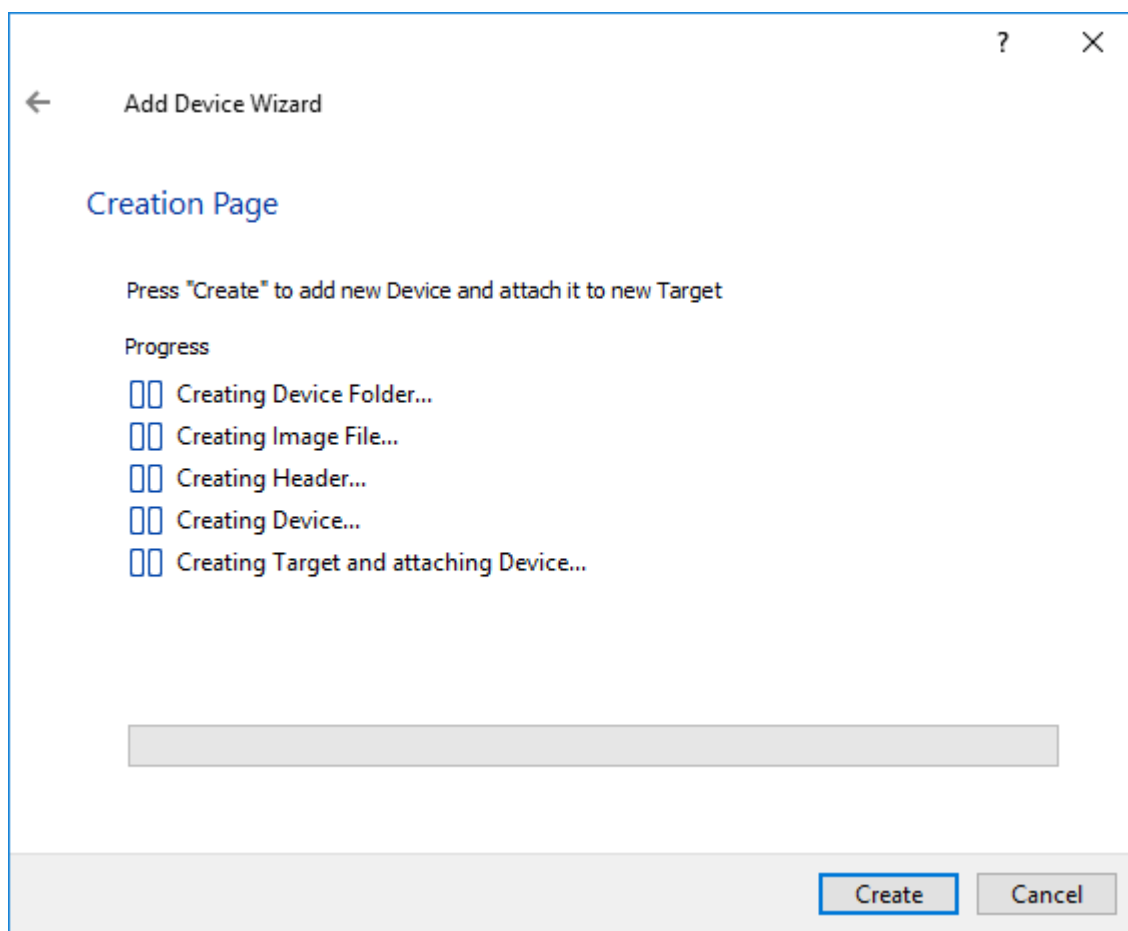 ?
Add Device Wizard
Creation Page
Press "Create" to add new Device and attach it to new Target
Progress
Creating Device Folder...
Creating Image File...
Creating Header...
Creating Device...
Creating Target and attaching Device...
Create Cancel